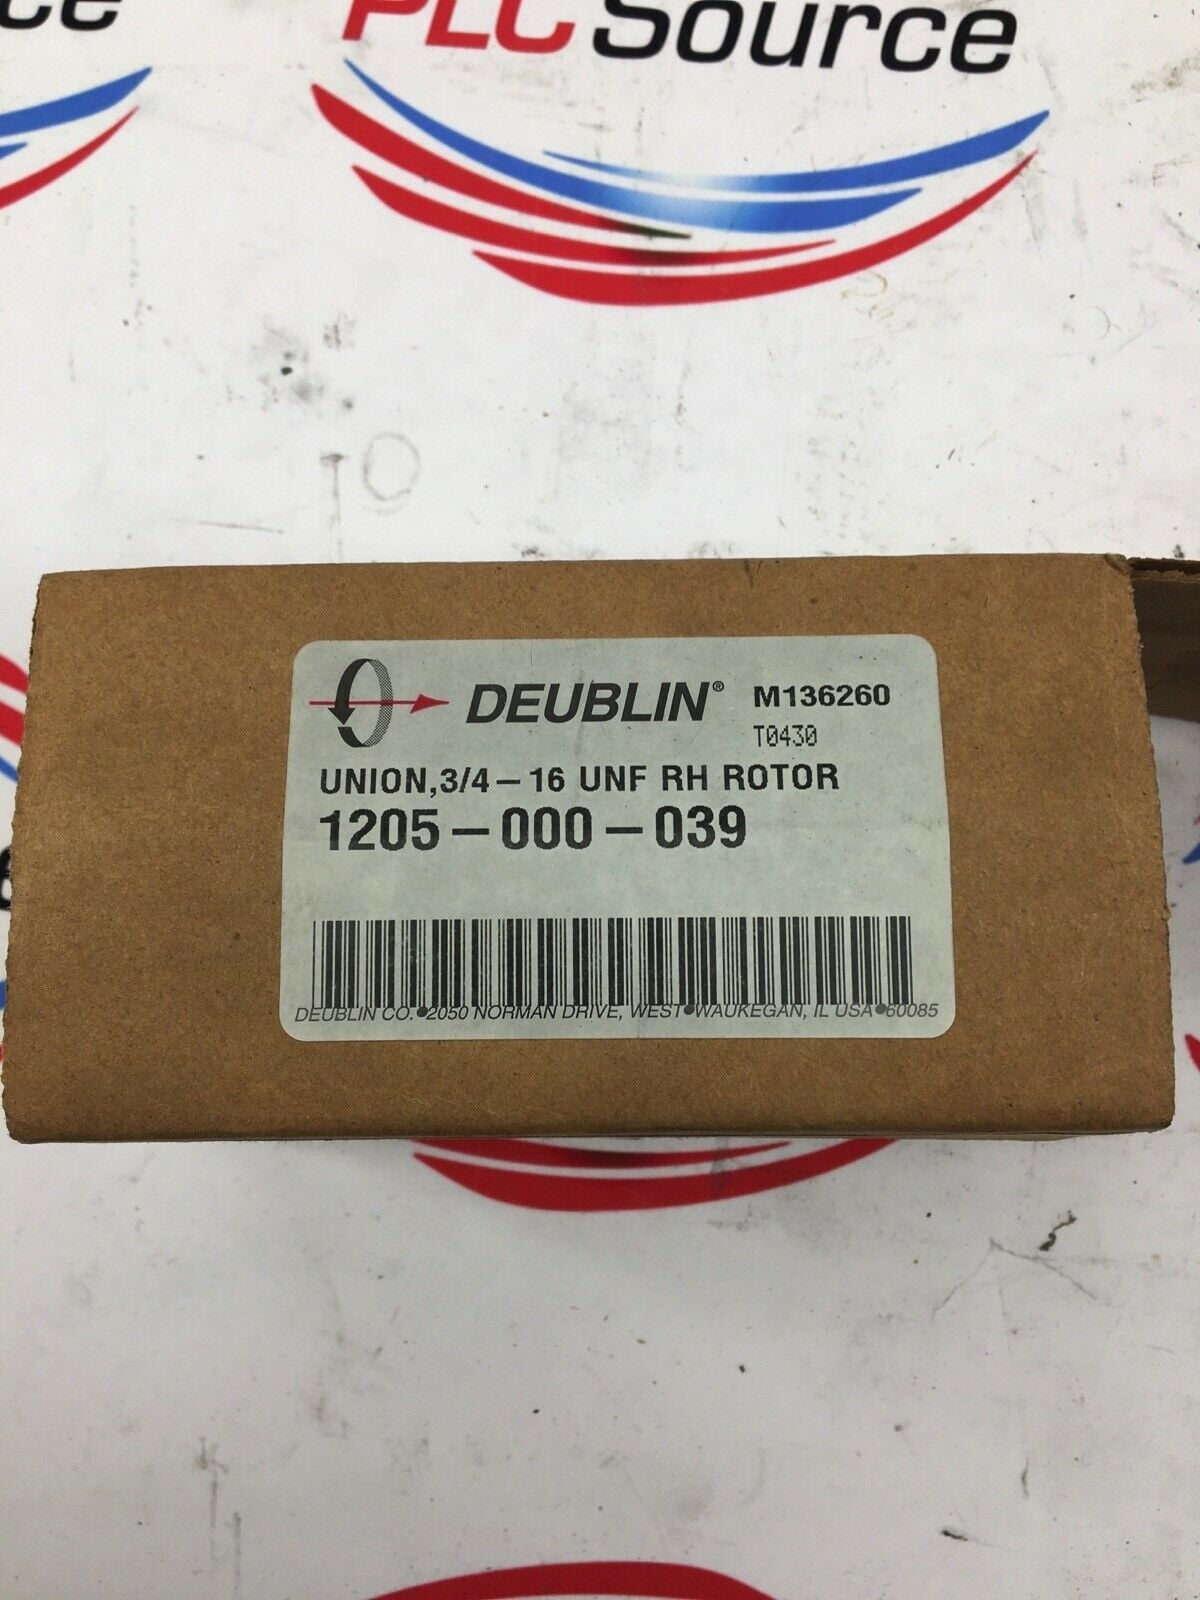 PLC Source
DEUBLIN® M136260
T0430
UNION,3/4-16 UNF RH ROTOR
1205-000-039
DEUBLIN CO.•2050 NORMAN DRIVE, WEST•WAUKEGAN, IL USA•60085